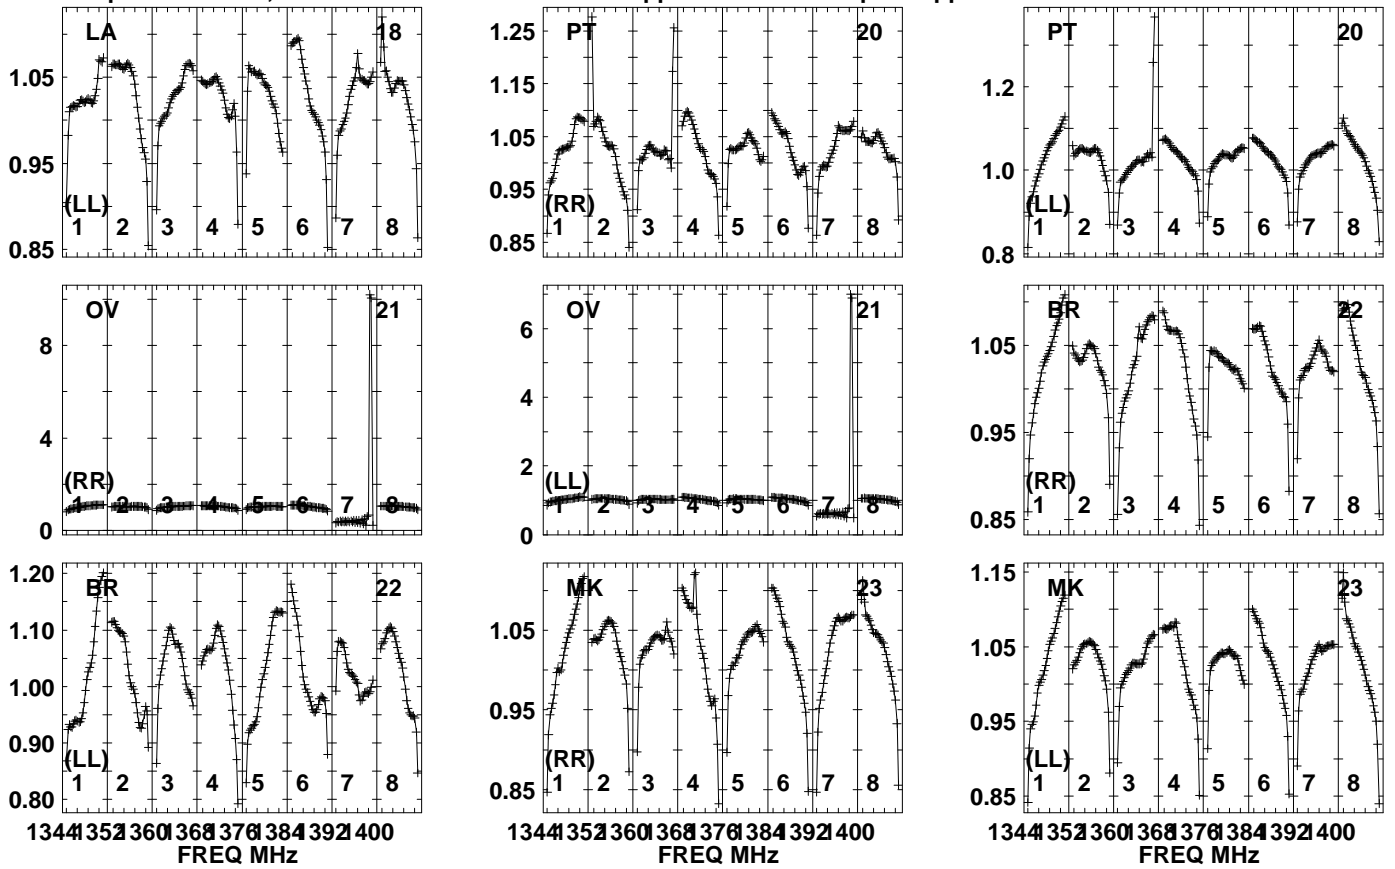 LA 18
1.05
0.95
0.85
(LL)
1 2 3 4 5 6 7 8
PT 20
1.25
1.15
1.05
0.95
0.85
(RR)
1 2 3 4 5 6 7 8
PT 20
1.2
1.0
0.8
(LL)
1 2 3 4 5 6 7 8
OV 21
8
4
0
(RR)
1 2 3 4 5 6 7 8
OV 21
6
4
2
0
(LL)
1 2 3 4 5 6 7 8
BR 22
1.05
0.95
0.85
(RR)
1 2 3 4 5 6 7 8
BR 22
1.20
1.10
1.00
0.90
0.80
(LL)
1 2 3 4 5 6 7 8
1344 1352 1360 1368 1376 1384 1392 1400
FREQ MHz
MK 23
1.05
0.95
0.85
(RR)
1 2 3 4 5 6 7 8
1344 1352 1360 1368 1376 1384 1392 1400
FREQ MHz
MK 23
1.15
1.05
0.95
0.85
(LL)
1 2 3 4 5 6 7 8
1344 1352 1360 1368 1376 1384 1392 1400
FREQ MHz